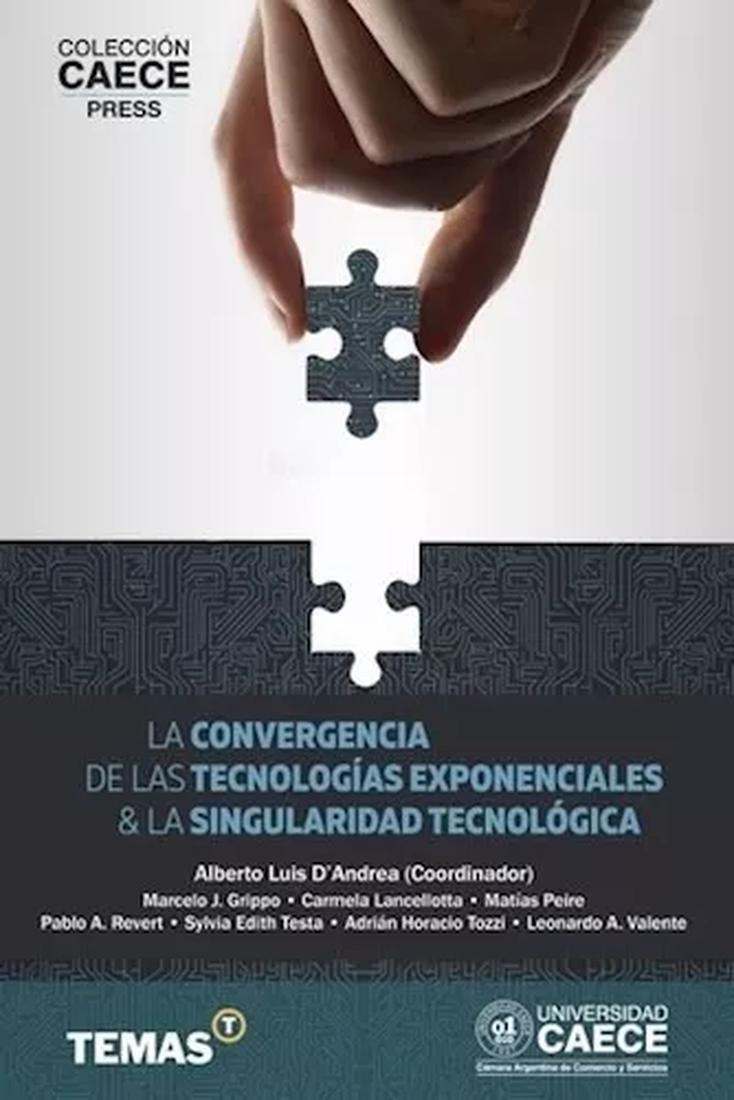 COLECCIÓN
CAECE
PRESS
LA CONVERGENCIA
DE LAS TECNOLOGÍAS EXPONENCIALES
& LA SINGULARIDAD TECNOLÓGICA
Alberto Luis D'Andrea (Coordinador)
Marcelo J. Grippo • Carmela Lancellotta • Matías Peire
Pablo A. Revert • Sylvia Edith Testa • Adrián Horacio Tozzi • Leonardo A. Valente
TEMAS T
UNIVERSIDAD
CAECE
Cámara Argentina de Comercio y Servicios